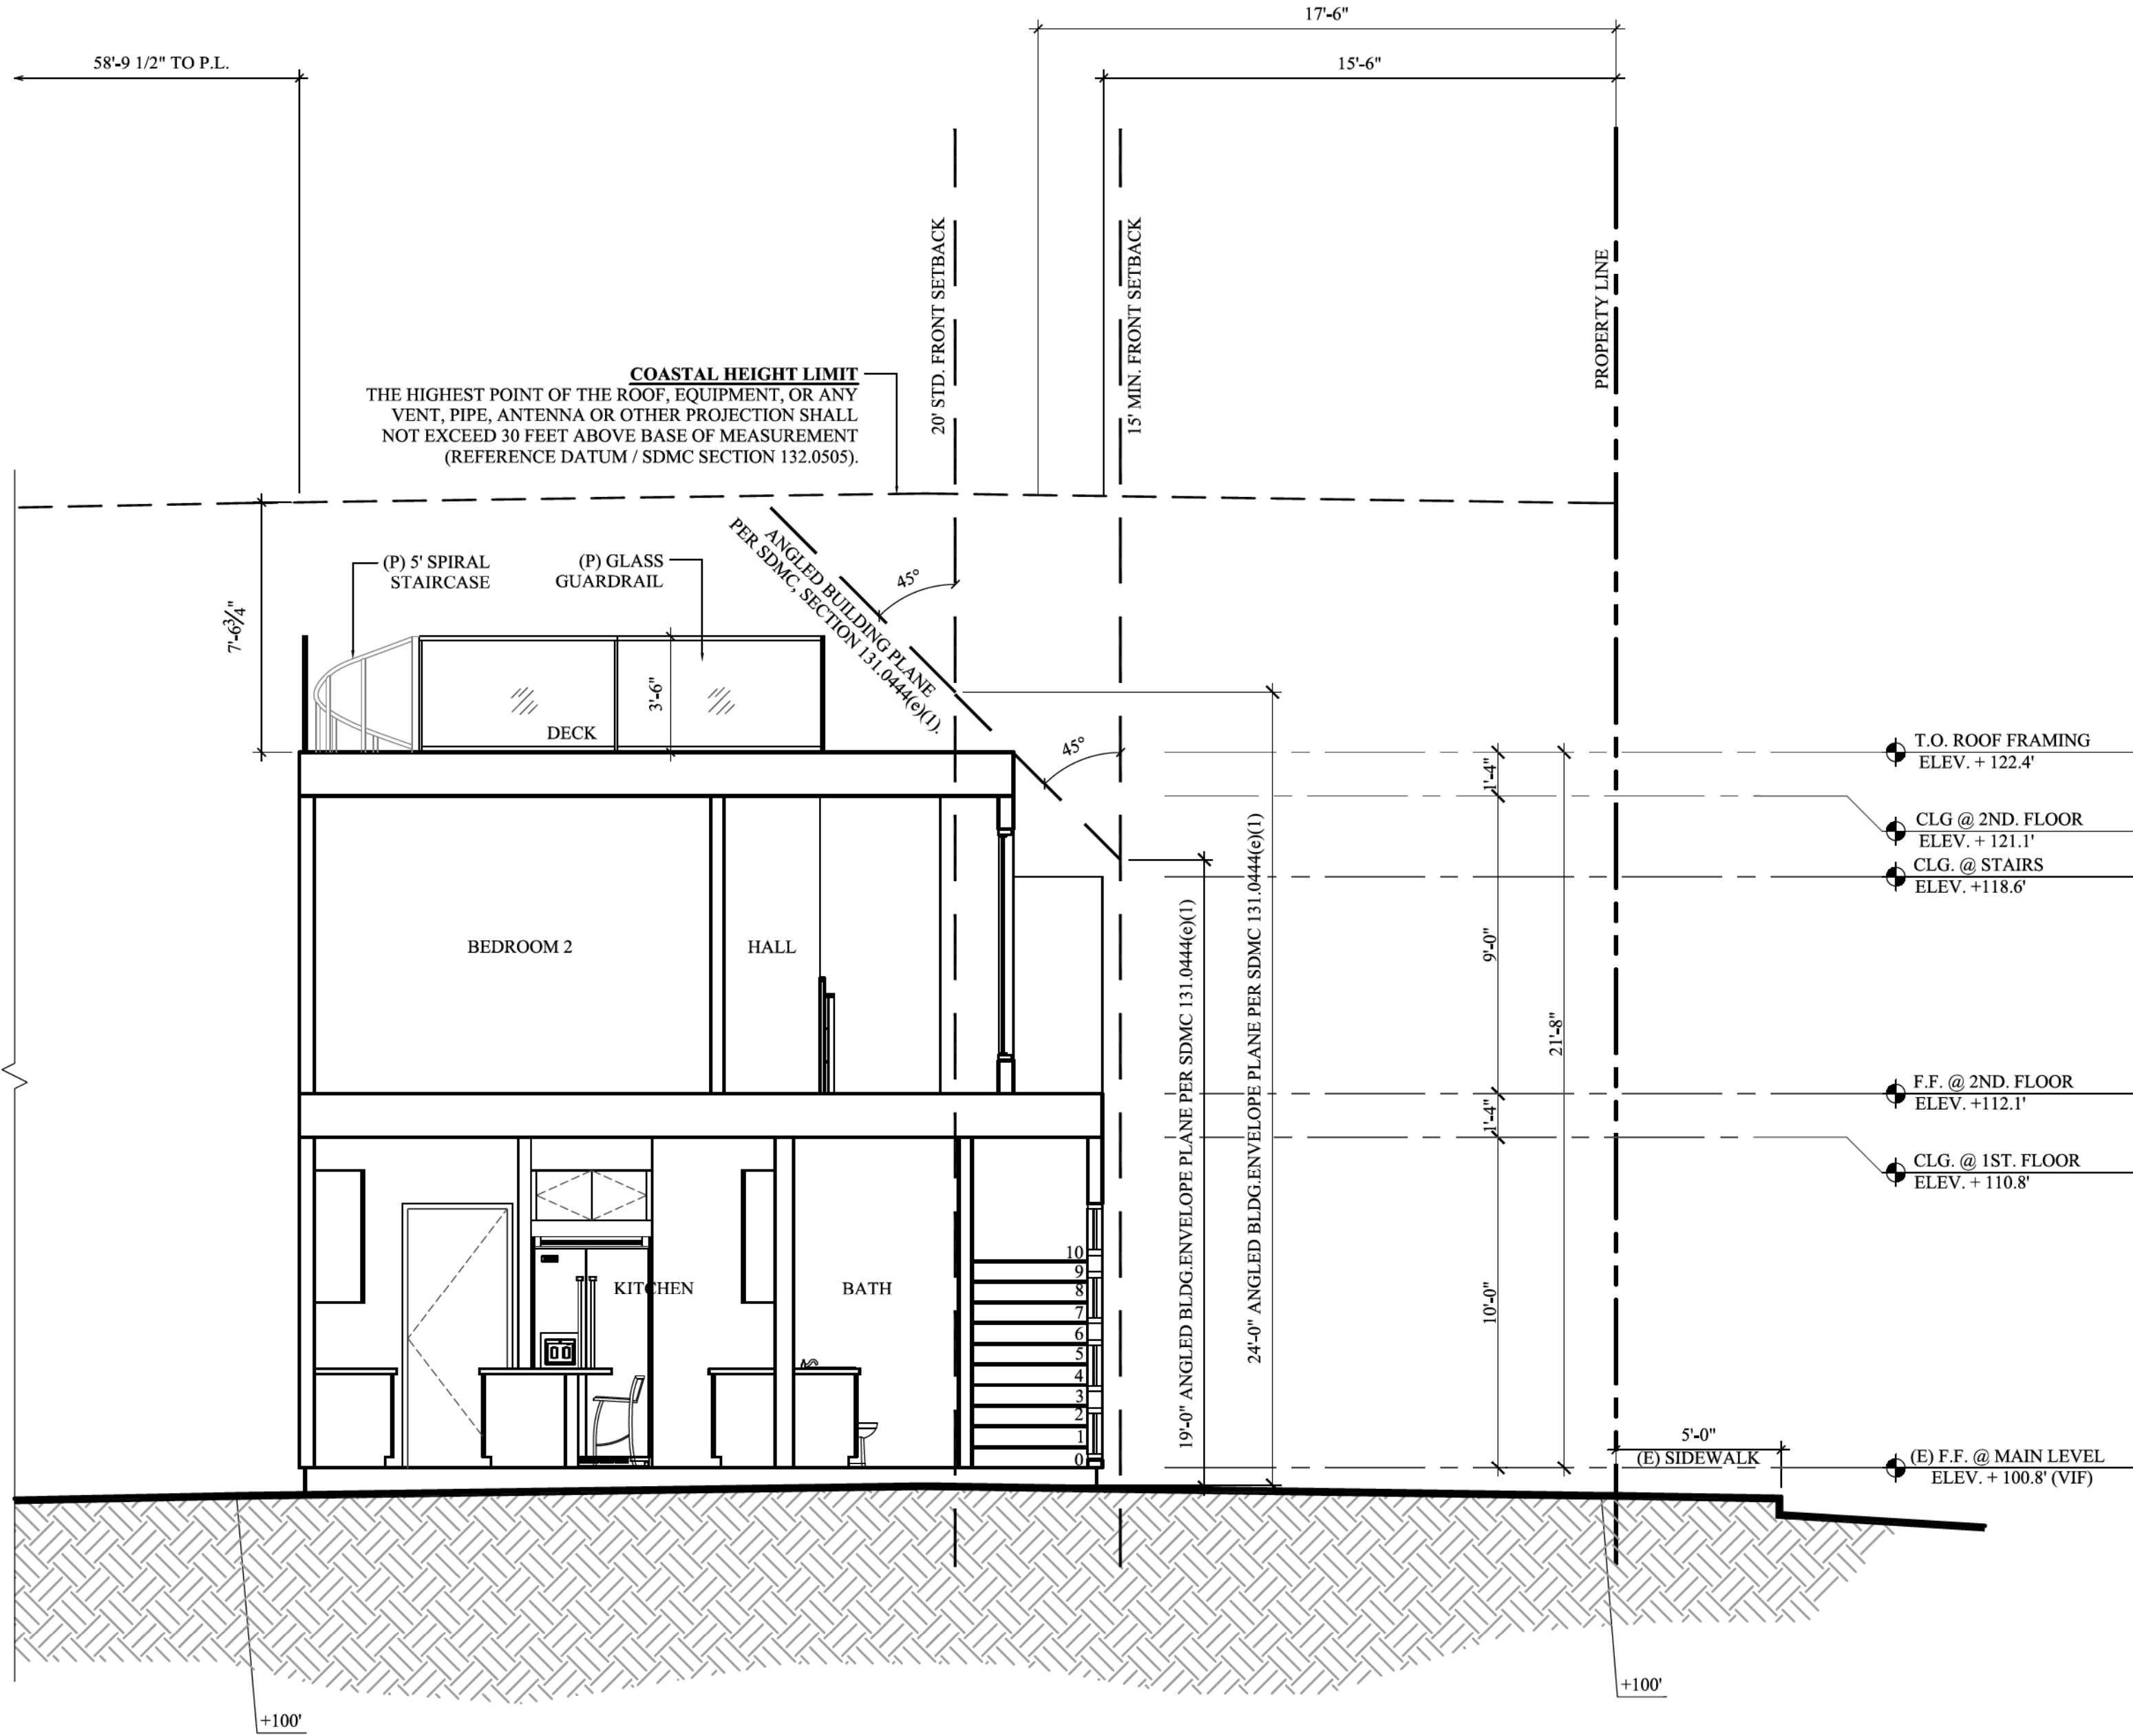 17'-6"
58'-9 1/2" TO P.L.
15'-6"
20' STD. FRONT SETBACK
15' MIN. FRONT SETBACK
PROPERTY LINE
COASTAL HEIGHT LIMIT
THE HIGHEST POINT OF THE ROOF, EQUIPMENT, OR ANY
VENT, PIPE, ANTENNA OR OTHER PROJECTION SHALL
NOT EXCEED 30 FEET ABOVE BASE OF MEASUREMENT
(REFERENCE DATUM / SDMC SECTION 132.0505).
ANGLED BUILDING PLANE
PER SDMC, SECTION 131.0444(e)(1).
45°
(P) 5' SPIRAL
STAIRCASE
(P) GLASS
GUARDRAIL
7'-6¾"
3'-6"
DECK
45°
T.O. ROOF FRAMING
ELEV. + 122.4'
1'-4"
CLG @ 2ND. FLOOR
ELEV. + 121.1'
CLG. @ STAIRS
ELEV. +118.6'
19'-0" ANGLED BLDG.ENVELOPE PLANE PER SDMC 131.0444(e)(1)
24'-0" ANGLED BLDG.ENVELOPE PLANE PER SDMC 131.0444(e)(1)
BEDROOM 2
HALL
9'-0"
21'-8"
F.F. @ 2ND. FLOOR
ELEV. +112.1'
1'-4"
CLG. @ 1ST. FLOOR
ELEV. + 110.8'
KITCHEN
BATH
10'-0"
10
9
8
7
6
5
4
3
2
1
0
5'-0"
(E) SIDEWALK
(E) F.F. @ MAIN LEVEL
ELEV. + 100.8' (VIF)
+100'
+100'